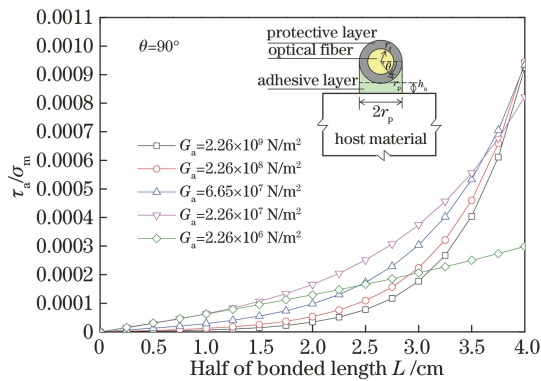 0.0011
0.0010
0.0009
0.0008
0.0007
0.0006
0.0005
0.0004
0.0003
0.0002
0.0001
0
τa/σm
θ=90°
protective layer
optical fiber
adhesive layer
rf
θ
rp
ha
2rp
host material
Ga=2.26×10⁹ N/m²
Ga=2.26×10⁸ N/m²
Ga=6.65×10⁷ N/m²
Ga=2.26×10⁷ N/m²
Ga=2.26×10⁶ N/m²
0 0.5 1.0 1.5 2.0 2.5 3.0 3.5 4.0
Half of bonded length L /cm